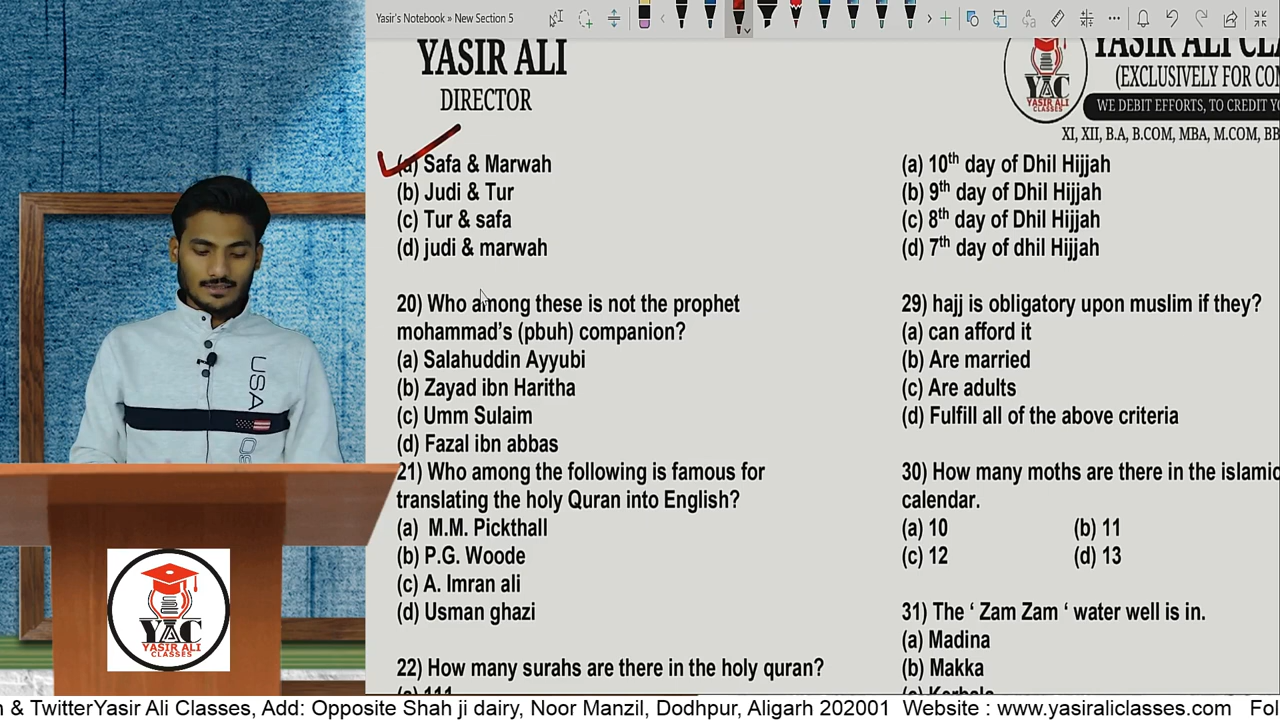 Yasir's Notebook » New Section 5
YASIR ALI
DIRECTOR
YASIR ALI
(EXCLUSIVELY FOR
WE DEBIT EFFORTS, TO CREDIT
XI, XII, B.A, B.COM, MBA, M.COM,
YAC
YASIR ALI
CLASSES
(a) Safa & Marwah
(b) Judi & Tur
(c) Tur & safa
(d) judi & marwah
20) Who among these is not the prophet
mohammad's (pbuh) companion?
(a) Salahuddin Ayyubi
(b) Zayad ibn Haritha
(c) Umm Sulaim
(d) Fazal ibn abbas
21) Who among the following is famous for
translating the holy Quran into English?
(a) M.M. Pickthall
(b) P.G. Woode
(c) A. Imran ali
(d) Usman ghazi
22) How many surahs are there in the holy quran?
(a) 111
(a) 10th day of Dhil Hijjah
(b) 9th day of Dhil Hijjah
(c) 8th day of Dhil Hijjah
(d) 7th day of dhil Hijjah
29) hajj is obligatory upon muslim if they?
(a) can afford it
(b) Are married
(c) Are adults
(d) Fulfill all of the above criteria
30) How many moths are there in the islamic
calendar.
(a) 10 (b) 11
(c) 12 (d) 13
31) The ‘ Zam Zam ‘ water well is in.
(a) Madina
(b) Makka
(c) Kerbala
USA
YAC
YASIR ALI
CLASSES
& TwitterYasir Ali Classes, Add: Opposite Shah ji dairy, Noor Manzil, Dodhpur, Aligarh 202001 Website : www.yasiraliclasses.com